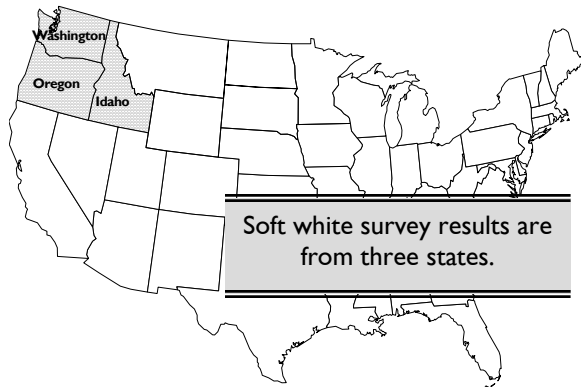 Washington
Oregon
Idaho
Soft white survey results are
from three states.